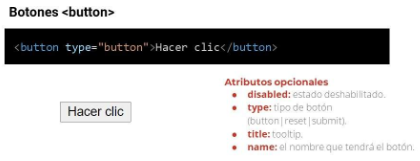 Botones <button>
<button type="button">Hacer clic</button>
Atributos opcionales
disabled: estado deshabilitado.
type: tipo de botón
(button|reset|submit).
Hacer clic
title: tooltip.
name: el nombre que tendrá el botón.